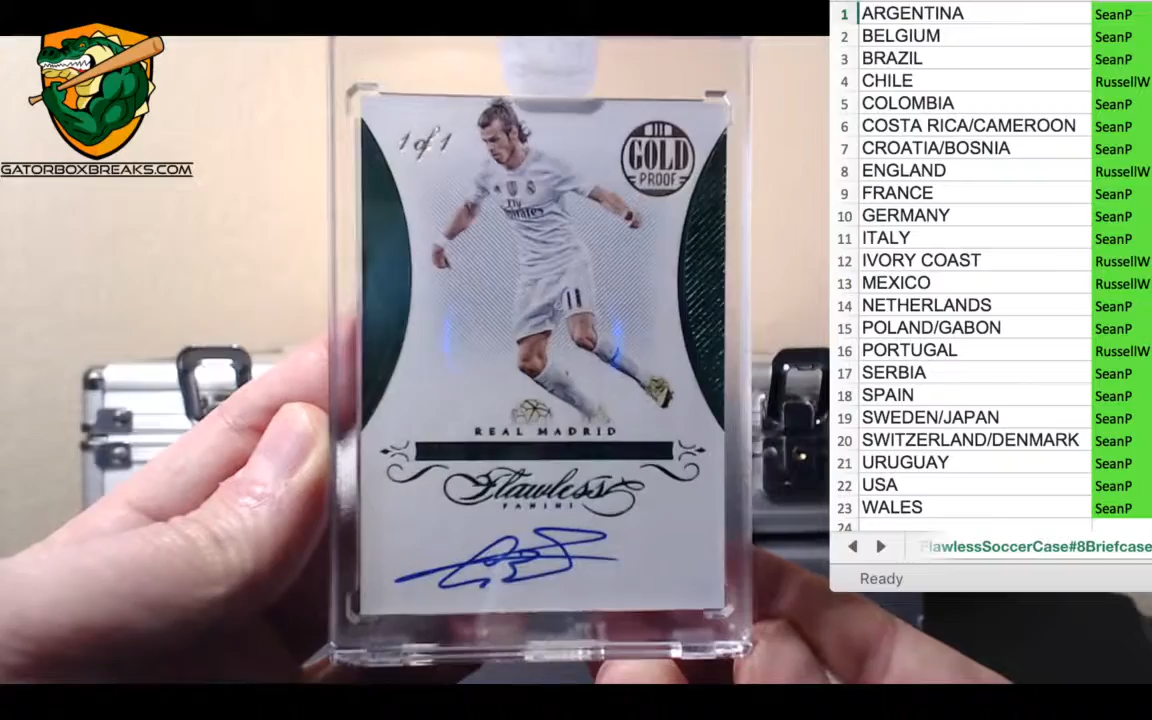 GATORBOXBREAKS.COM
1 of 1
GOLD
PROOF
Fly
Emirates
11
REAL MADRID
Flawless
PANINI
1 ARGENTINA SeanP
2 BELGIUM SeanP
3 BRAZIL SeanP
4 CHILE RussellW
5 COLOMBIA SeanP
6 COSTA RICA/CAMEROON SeanP
7 CROATIA/BOSNIA SeanP
8 ENGLAND RussellW
9 FRANCE SeanP
10 GERMANY SeanP
11 ITALY SeanP
12 IVORY COAST RussellW
13 MEXICO RussellW
14 NETHERLANDS SeanP
15 POLAND/GABON SeanP
16 PORTUGAL RussellW
17 SERBIA SeanP
18 SPAIN SeanP
19 SWEDEN/JAPAN SeanP
20 SWITZERLAND/DENMARK SeanP
21 URUGUAY SeanP
22 USA SeanP
23 WALES SeanP
24
FlawlessSoccerCase#8Briefcase
Ready